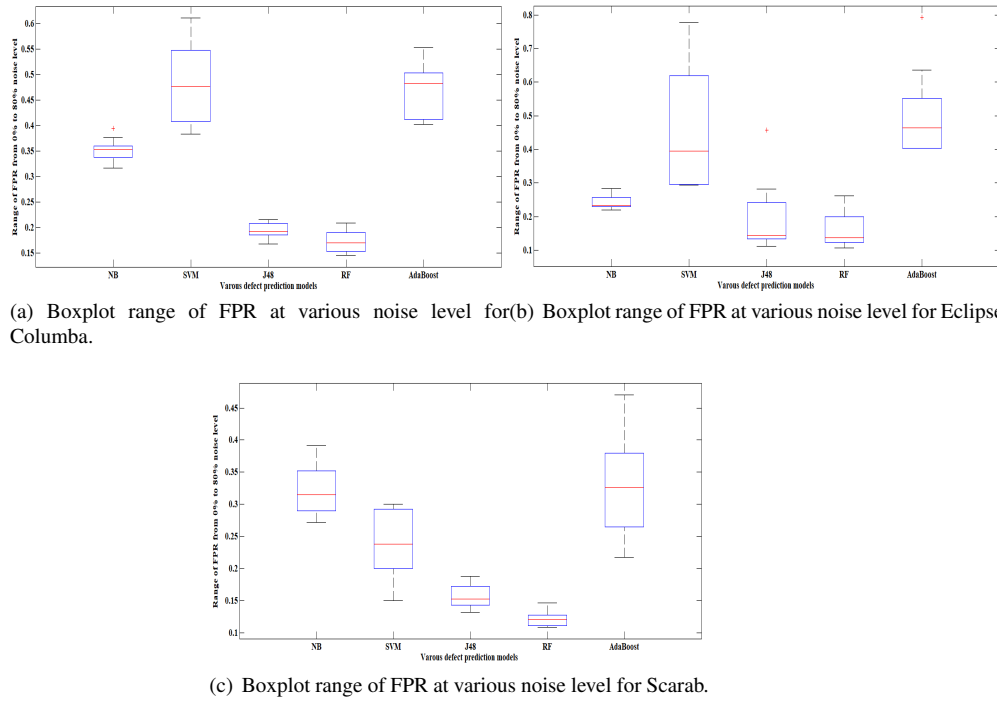 0.6
0.55
0.5
0.45
0.4
0.35
0.3
0.25
0.2
0.15
Range of FPR from 0% to 80% noise level
NB SVM J48 RF AdaBoost
Varous defect prediction models
0.8
0.7
0.6
0.5
0.4
0.3
0.2
0.1
Range of FPR from 0% to 80% noise level
NB SVM J48 RF AdaBoost
Varous defect prediction models
(a) Boxplot range of FPR at various noise level for
Columba.
(b) Boxplot range of FPR at various noise level for Eclipse
0.45
0.4
0.35
0.3
0.25
0.2
0.15
0.1
Range of FPR from 0% to 80% noise level
NB SVM J48 RF AdaBoost
Varous defect prediction models
(c) Boxplot range of FPR at various noise level for Scarab.